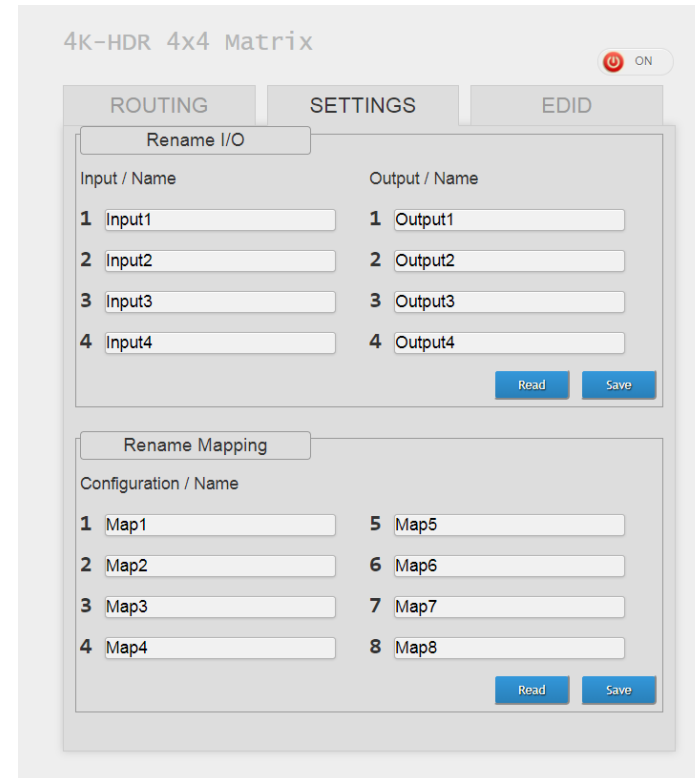 4K-HDR 4x4 Matrix
ON
ROUTING SETTINGS EDID
Rename I/O
Input / Name Output / Name
1 Input1 1 Output1
2 Input2 2 Output2
3 Input3 3 Output3
4 Input4 4 Output4
Read Save
Rename Mapping
Configuration / Name
1 Map1 5 Map5
2 Map2 6 Map6
3 Map3 7 Map7
4 Map4 8 Map8
Read Save